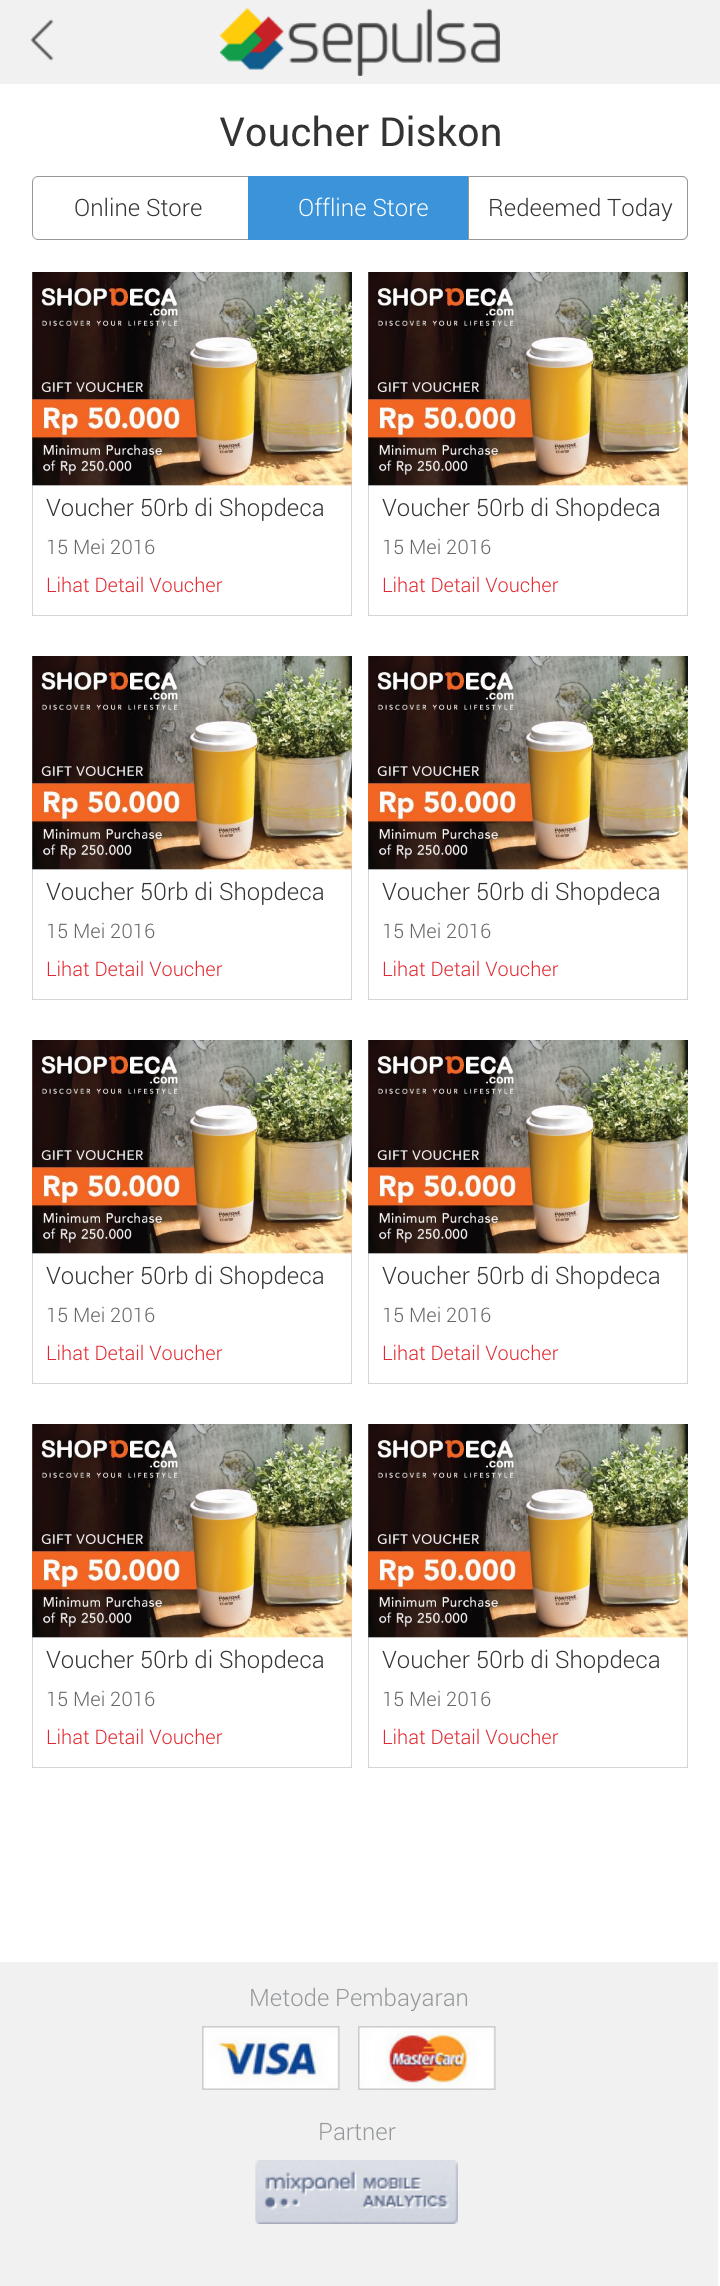 sepulsa
Voucher Diskon
Online Store
Offline Store
Redeemed Today
SHOPDECA
.com
DISCOVER YOUR LIFESTYLE
GIFT VOUCHER
Rp 50.000
Minimum Purchase
of Rp 250.000
PANTONE
Voucher 50rb di Shopdeca
15 Mei 2016
Lihat Detail Voucher
SHOPDECA
.com
DISCOVER YOUR LIFESTYLE
GIFT VOUCHER
Rp 50.000
Minimum Purchase
of Rp 250.000
PANTONE
Voucher 50rb di Shopdeca
15 Mei 2016
Lihat Detail Voucher
SHOPDECA
.com
DISCOVER YOUR LIFESTYLE
GIFT VOUCHER
Rp 50.000
Minimum Purchase
of Rp 250.000
PANTONE
Voucher 50rb di Shopdeca
15 Mei 2016
Lihat Detail Voucher
SHOPDECA
.com
DISCOVER YOUR LIFESTYLE
GIFT VOUCHER
Rp 50.000
Minimum Purchase
of Rp 250.000
PANTONE
Voucher 50rb di Shopdeca
15 Mei 2016
Lihat Detail Voucher
SHOPDECA
.com
DISCOVER YOUR LIFESTYLE
GIFT VOUCHER
Rp 50.000
Minimum Purchase
of Rp 250.000
PANTONE
Voucher 50rb di Shopdeca
15 Mei 2016
Lihat Detail Voucher
SHOPDECA
.com
DISCOVER YOUR LIFESTYLE
GIFT VOUCHER
Rp 50.000
Minimum Purchase
of Rp 250.000
PANTONE
Voucher 50rb di Shopdeca
15 Mei 2016
Lihat Detail Voucher
SHOPDECA
.com
DISCOVER YOUR LIFESTYLE
GIFT VOUCHER
Rp 50.000
Minimum Purchase
of Rp 250.000
PANTONE
Voucher 50rb di Shopdeca
15 Mei 2016
Lihat Detail Voucher
SHOPDECA
.com
DISCOVER YOUR LIFESTYLE
GIFT VOUCHER
Rp 50.000
Minimum Purchase
of Rp 250.000
PANTONE
Voucher 50rb di Shopdeca
15 Mei 2016
Lihat Detail Voucher
Metode Pembayaran
VISA
MasterCard
Partner
mixpanel MOBILE
ANALYTICS